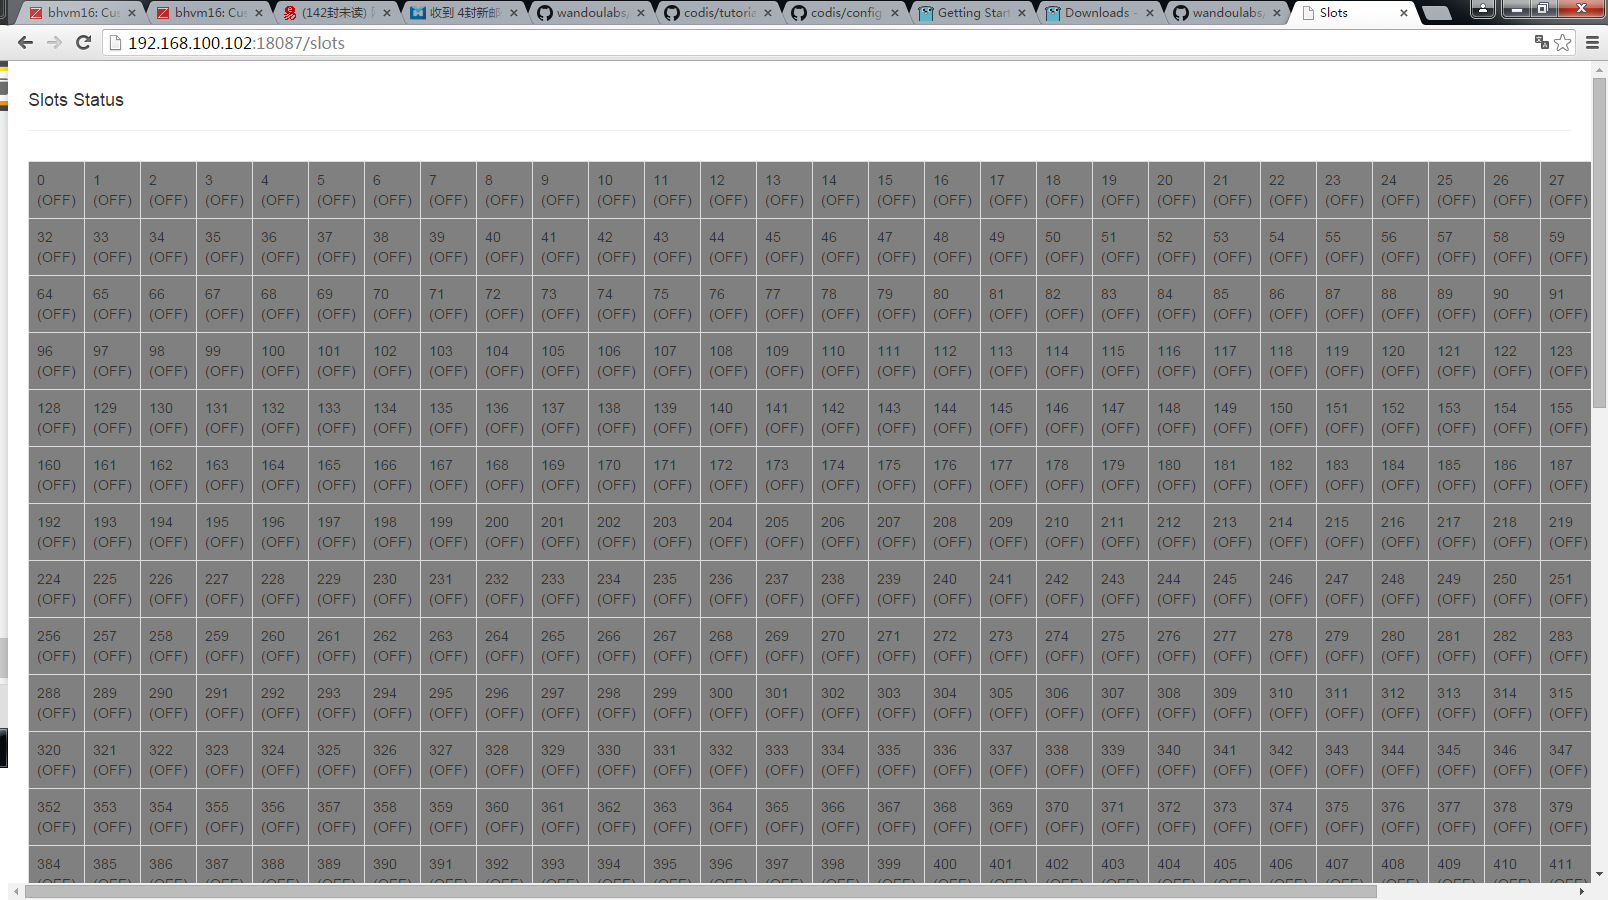 bhvm16: Cus
bhvm16: Cus
(142封未读)
收到 4封新邮
wandoulabs/
codis/tutoria
codis/config
Getting Start
Downloads -
wandoulabs/
Slots
192.168.100.102:18087/slots
Slots Status
0 1 2 3 4 5 6 7 8 9 10 11 12 13 14 15 16 17 18 19 20 21 22 23 24 25 26 27
(OFF) (OFF) (OFF) (OFF) (OFF) (OFF) (OFF) (OFF) (OFF) (OFF) (OFF) (OFF) (OFF) (OFF) (OFF) (OFF) (OFF) (OFF) (OFF) (OFF) (OFF) (OFF) (OFF) (OFF) (OFF) (OFF) (OFF) (OFF)
32 33 34 35 36 37 38 39 40 41 42 43 44 45 46 47 48 49 50 51 52 53 54 55 56 57 58 59
(OFF) (OFF) (OFF) (OFF) (OFF) (OFF) (OFF) (OFF) (OFF) (OFF) (OFF) (OFF) (OFF) (OFF) (OFF) (OFF) (OFF) (OFF) (OFF) (OFF) (OFF) (OFF) (OFF) (OFF) (OFF) (OFF) (OFF) (OFF)
64 65 66 67 68 69 70 71 72 73 74 75 76 77 78 79 80 81 82 83 84 85 86 87 88 89 90 91
(OFF) (OFF) (OFF) (OFF) (OFF) (OFF) (OFF) (OFF) (OFF) (OFF) (OFF) (OFF) (OFF) (OFF) (OFF) (OFF) (OFF) (OFF) (OFF) (OFF) (OFF) (OFF) (OFF) (OFF) (OFF) (OFF) (OFF) (OFF)
96 97 98 99 100 101 102 103 104 105 106 107 108 109 110 111 112 113 114 115 116 117 118 119 120 121 122 123
(OFF) (OFF) (OFF) (OFF) (OFF) (OFF) (OFF) (OFF) (OFF) (OFF) (OFF) (OFF) (OFF) (OFF) (OFF) (OFF) (OFF) (OFF) (OFF) (OFF) (OFF) (OFF) (OFF) (OFF) (OFF) (OFF) (OFF) (OFF)
128 129 130 131 132 133 134 135 136 137 138 139 140 141 142 143 144 145 146 147 148 149 150 151 152 153 154 155
(OFF) (OFF) (OFF) (OFF) (OFF) (OFF) (OFF) (OFF) (OFF) (OFF) (OFF) (OFF) (OFF) (OFF) (OFF) (OFF) (OFF) (OFF) (OFF) (OFF) (OFF) (OFF) (OFF) (OFF) (OFF) (OFF) (OFF) (OFF)
160 161 162 163 164 165 166 167 168 169 170 171 172 173 174 175 176 177 178 179 180 181 182 183 184 185 186 187
(OFF) (OFF) (OFF) (OFF) (OFF) (OFF) (OFF) (OFF) (OFF) (OFF) (OFF) (OFF) (OFF) (OFF) (OFF) (OFF) (OFF) (OFF) (OFF) (OFF) (OFF) (OFF) (OFF) (OFF) (OFF) (OFF) (OFF) (OFF)
192 193 194 195 196 197 198 199 200 201 202 203 204 205 206 207 208 209 210 211 212 213 214 215 216 217 218 219
(OFF) (OFF) (OFF) (OFF) (OFF) (OFF) (OFF) (OFF) (OFF) (OFF) (OFF) (OFF) (OFF) (OFF) (OFF) (OFF) (OFF) (OFF) (OFF) (OFF) (OFF) (OFF) (OFF) (OFF) (OFF) (OFF) (OFF) (OFF)
224 225 226 227 228 229 230 231 232 233 234 235 236 237 238 239 240 241 242 243 244 245 246 247 248 249 250 251
(OFF) (OFF) (OFF) (OFF) (OFF) (OFF) (OFF) (OFF) (OFF) (OFF) (OFF) (OFF) (OFF) (OFF) (OFF) (OFF) (OFF) (OFF) (OFF) (OFF) (OFF) (OFF) (OFF) (OFF) (OFF) (OFF) (OFF) (OFF)
256 257 258 259 260 261 262 263 264 265 266 267 268 269 270 271 272 273 274 275 276 277 278 279 280 281 282 283
(OFF) (OFF) (OFF) (OFF) (OFF) (OFF) (OFF) (OFF) (OFF) (OFF) (OFF) (OFF) (OFF) (OFF) (OFF) (OFF) (OFF) (OFF) (OFF) (OFF) (OFF) (OFF) (OFF) (OFF) (OFF) (OFF) (OFF) (OFF)
288 289 290 291 292 293 294 295 296 297 298 299 300 301 302 303 304 305 306 307 308 309 310 311 312 313 314 315
(OFF) (OFF) (OFF) (OFF) (OFF) (OFF) (OFF) (OFF) (OFF) (OFF) (OFF) (OFF) (OFF) (OFF) (OFF) (OFF) (OFF) (OFF) (OFF) (OFF) (OFF) (OFF) (OFF) (OFF) (OFF) (OFF) (OFF) (OFF)
320 321 322 323 324 325 326 327 328 329 330 331 332 333 334 335 336 337 338 339 340 341 342 343 344 345 346 347
(OFF) (OFF) (OFF) (OFF) (OFF) (OFF) (OFF) (OFF) (OFF) (OFF) (OFF) (OFF) (OFF) (OFF) (OFF) (OFF) (OFF) (OFF) (OFF) (OFF) (OFF) (OFF) (OFF) (OFF) (OFF) (OFF) (OFF) (OFF)
352 353 354 355 356 357 358 359 360 361 362 363 364 365 366 367 368 369 370 371 372 373 374 375 376 377 378 379
(OFF) (OFF) (OFF) (OFF) (OFF) (OFF) (OFF) (OFF) (OFF) (OFF) (OFF) (OFF) (OFF) (OFF) (OFF) (OFF) (OFF) (OFF) (OFF) (OFF) (OFF) (OFF) (OFF) (OFF) (OFF) (OFF) (OFF) (OFF)
384 385 386 387 388 389 390 391 392 393 394 395 396 397 398 399 400 401 402 403 404 405 406 407 408 409 410 411